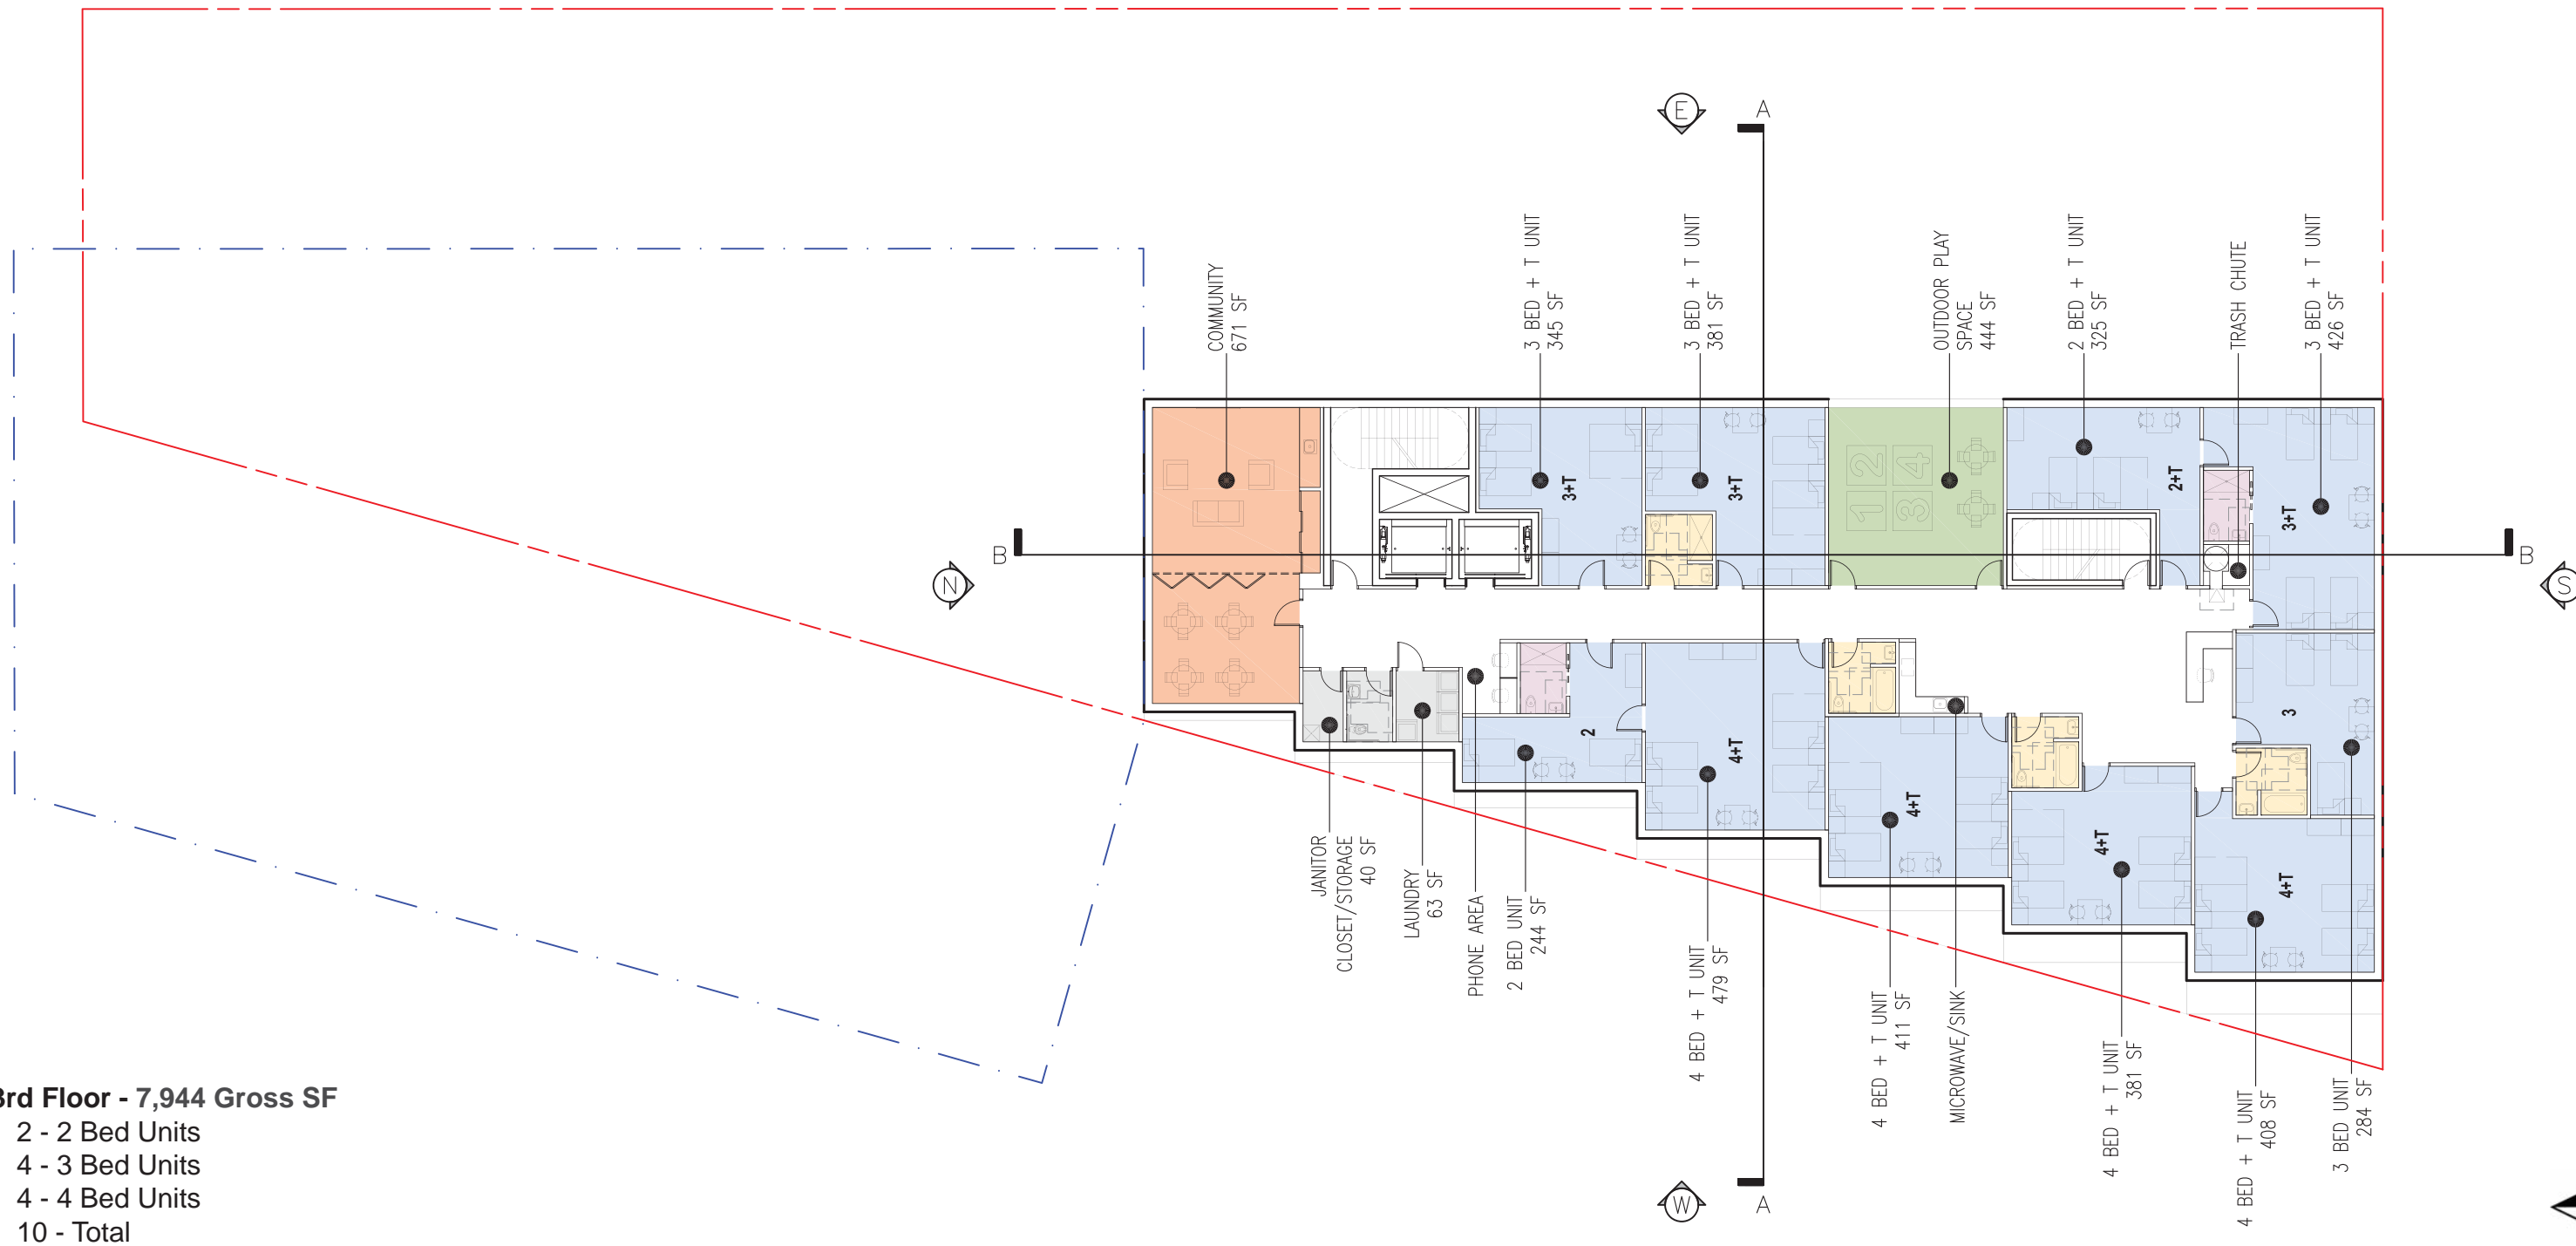 E
A
COMMUNITY
671 SF
3 BED + T UNIT
345 SF
3 BED + T UNIT
381 SF
OUTDOOR PLAY
SPACE
444 SF
2 BED + T UNIT
325 SF
TRASH CHUTE
3 BED + T UNIT
426 SF
3+T
3+T
1
2
3
4
2+T
3+T
B
B
N
S
2
4+T
4+T
4+T
4+T
3
JANITOR
CLOSET/STORAGE
40 SF
LAUNDRY
63 SF
PHONE AREA
2 BED UNIT
244 SF
4 BED + T UNIT
479 SF
4 BED + T UNIT
411 SF
MICROWAVE/SINK
4 BED + T UNIT
381 SF
4 BED + T UNIT
408 SF
3 BED UNIT
284 SF
W
A
3rd Floor - 7,944 Gross SF
2 - 2 Bed Units
4 - 3 Bed Units
4 - 4 Bed Units
10 - Total